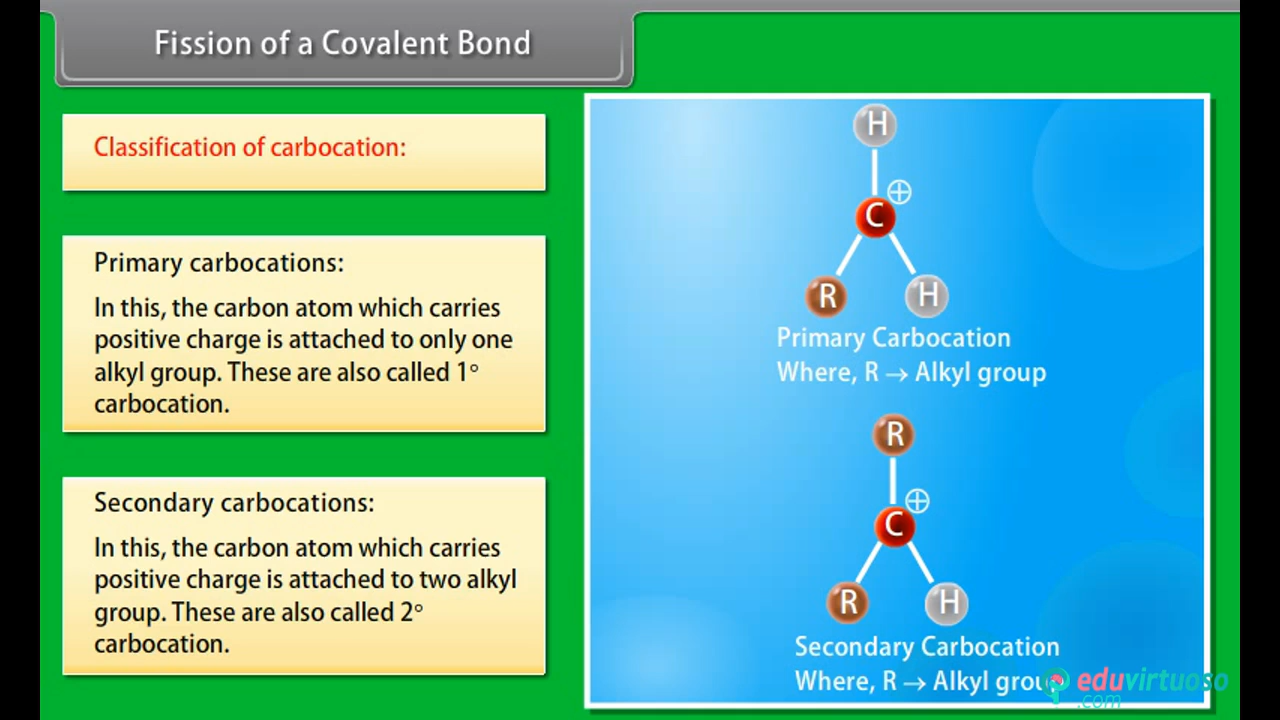 Fission of a Covalent Bond
Classification of carbocation:
Primary carbocations:
In this, the carbon atom which carries
positive charge is attached to only one
alkyl group. These are also called 1°
carbocation.
Secondary carbocations:
In this, the carbon atom which carries
positive charge is attached to two alkyl
group. These are also called 2°
carbocation.
H
⊕
C
R H
Primary Carbocation
Where, R → Alkyl group
R
⊕
C
R H
Secondary Carbocation
Where, R → Alkyl group
eduvirtuoso
.com